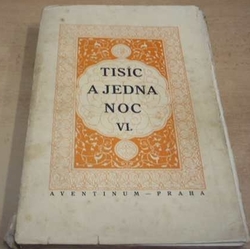 TISÍC
A JEDNA
NOC
VI.
AVENTINUM – PRAHA